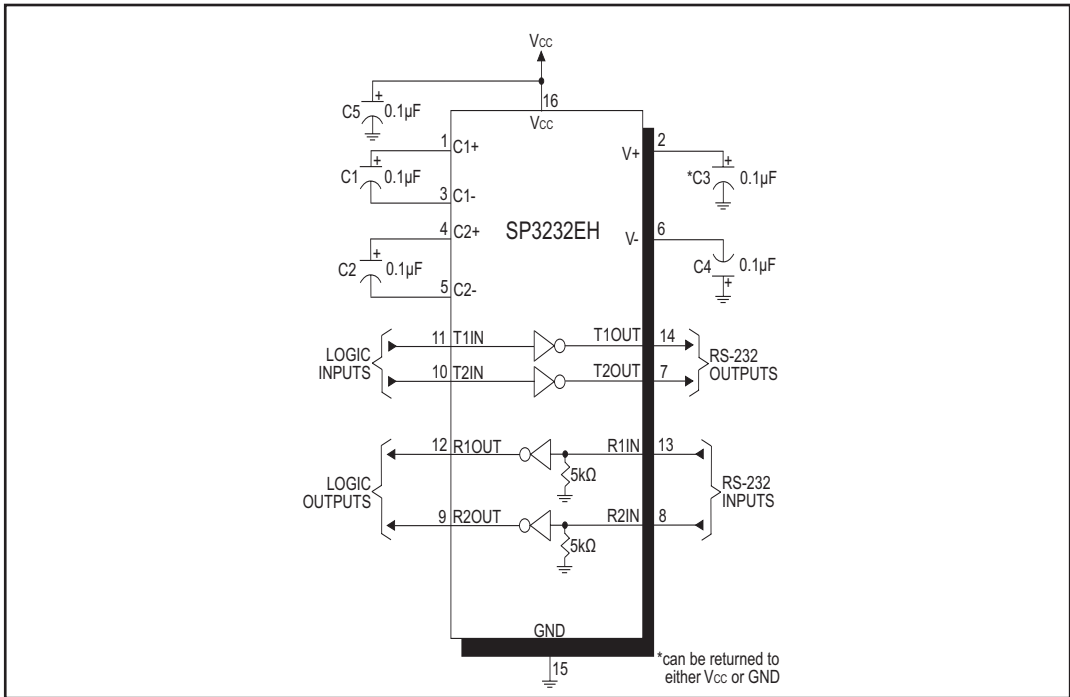 VCC
C5
+
0.1µF
16
VCC
1
C1+
+
C1
0.1µF
3
C1-
4
C2+
+
C2
0.1µF
5
C2-
SP3232EH
V+
2
+
*C3
0.1µF
V-
6
C4
0.1µF
+
LOGIC
INPUTS
11
T1IN
T1OUT
14
10
T2IN
T2OUT
7
RS-232
OUTPUTS
LOGIC
OUTPUTS
12
R1OUT
R1IN
13
5kΩ
9
R2OUT
R2IN
8
5kΩ
RS-232
INPUTS
GND
15
*can be returned to
either VCC or GND